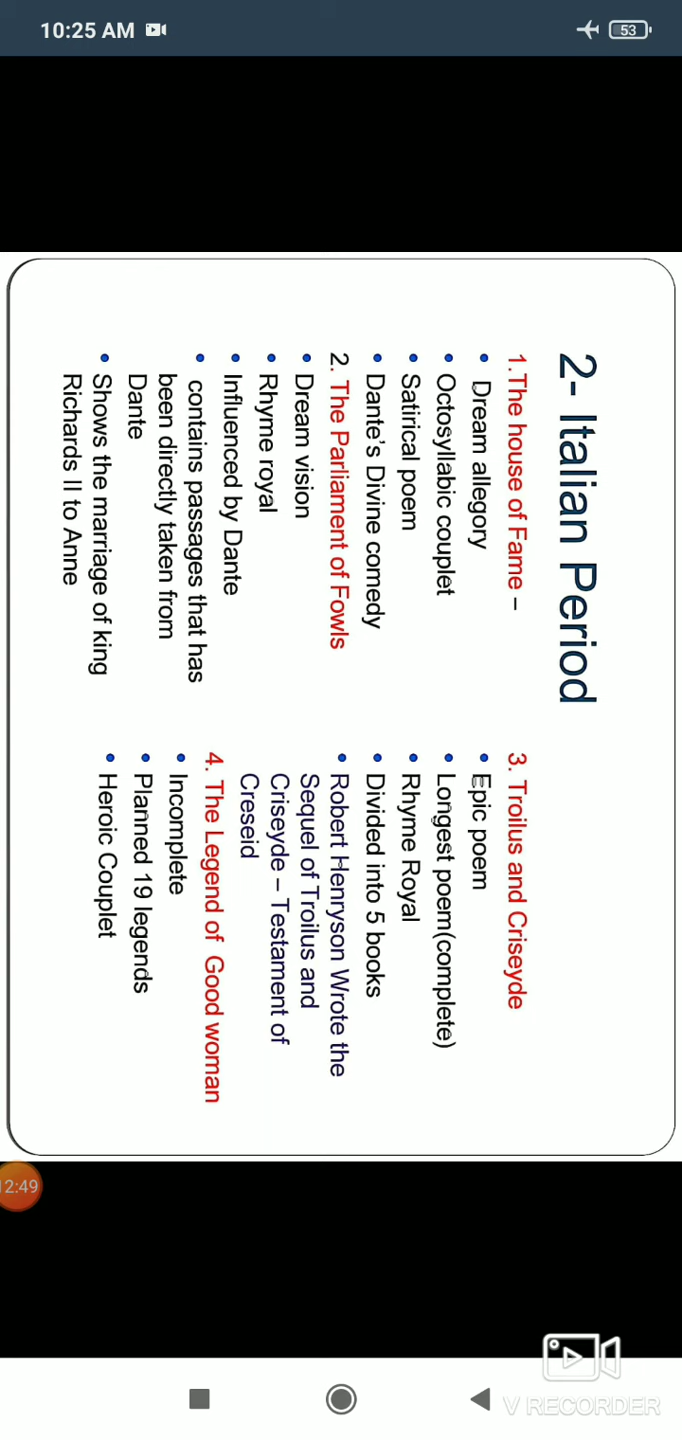 10:25 AM
53
2- Italian Period
1.The house of Fame –
• Dream allegory
• Octosyllabic couplet
• Satirical poem
• Dante's Divine comedy
2. The Parliament of Fowls
• Dream vision
• Rhyme royal
• Influenced by Dante
• contains passages that has
been directly taken from
Dante
• Shows the marriage of king
Richards II to Anne
3. Troilus and Criseyde
• Epic poem
• Longest poem(complete)
• Rhyme Royal
• Divided into 5 books
• Robert Henryson Wrote the
Sequel of Troilus and
Criseyde – Testament of
Creseid
4. The Legend of Good woman
• Incomplete
• Planned 19 legends
• Heroic Couplet
12:49
V RECORDER